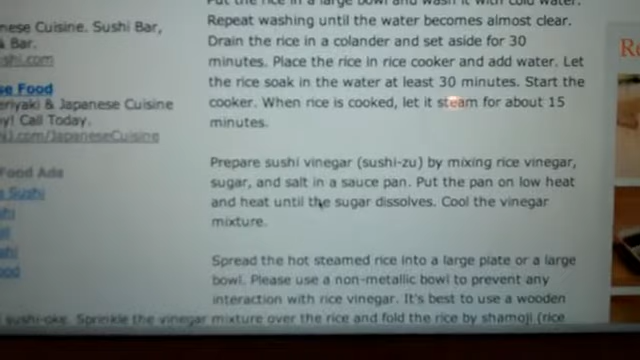 Put the rice in a large bowl and wash it with cold water.
Repeat washing until the water becomes almost clear.
Drain the rice in a colander and set aside for 30
minutes. Place the rice in rice cooker and add water. Let
the rice soak in the water at least 30 minutes. Start the
cooker. When rice is cooked, let it steam for about 15
minutes.
Prepare sushi vinegar (sushi-zu) by mixing rice vinegar,
sugar, and salt in a sauce pan. Put the pan on low heat
and heat until the sugar dissolves. Cool the vinegar
mixture.
Spread the hot steamed rice into a large plate or a large
bowl. Please use a non-metallic bowl to prevent any
interaction with rice vinegar. It's best to use a wooden
sushi-oke. Sprinkle the vinegar mixture over the rice and fold the rice by shamoji (rice
nese Cuisine. Sushi Bar,
Bar.
shi.com
se Food
eriyaki & Japanese Cuisine
y! Call Today.
.com/JapaneseCuisine
Food Ads
Sushi
ood
Re